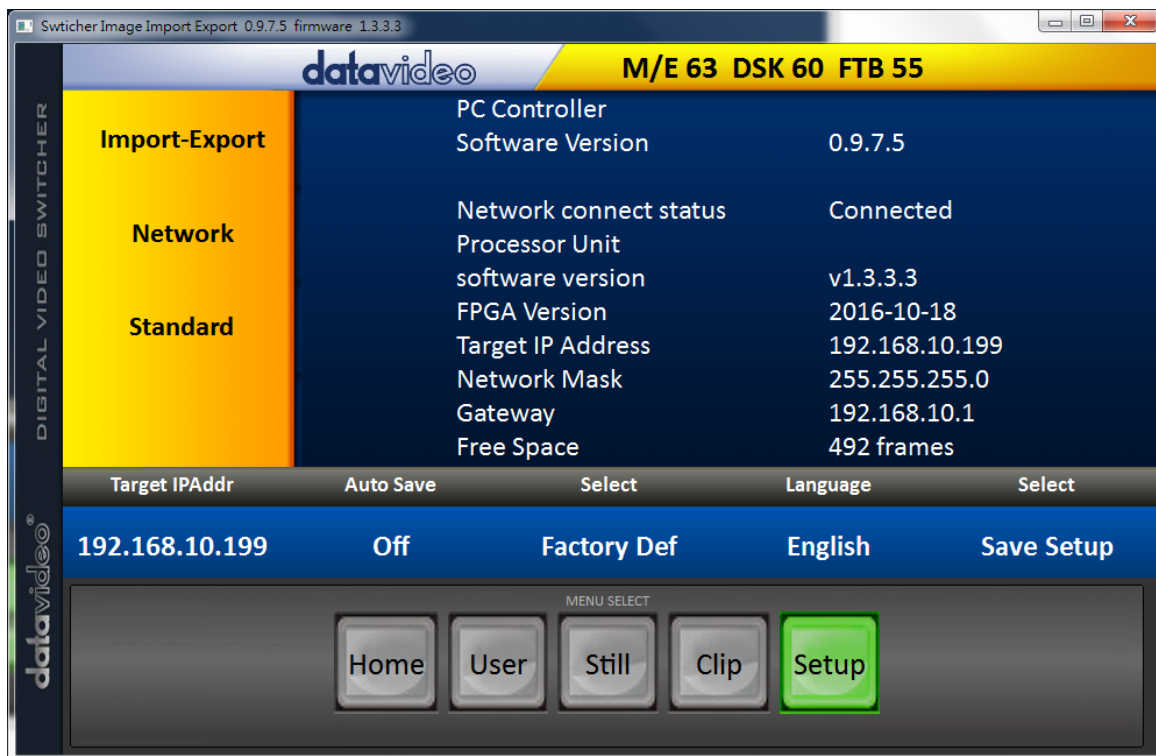 Swticher Image Import Export 0.9.7.5 firmware 1.3.3.3
datavideo
M/E 63 DSK 60 FTB 55
DIGITAL VIDEO SWITCHER
datavideo®
Import-Export
Network
Standard
PC Controller
Software Version 0.9.7.5
Network connect status Connected
Processor Unit
software version v1.3.3.3
FPGA Version 2016-10-18
Target IP Address 192.168.10.199
Network Mask 255.255.255.0
Gateway 192.168.10.1
Free Space 492 frames
Target IPAddr Auto Save Select Language Select
192.168.10.199 Off Factory Def English Save Setup
MENU SELECT
Home User Still Clip Setup